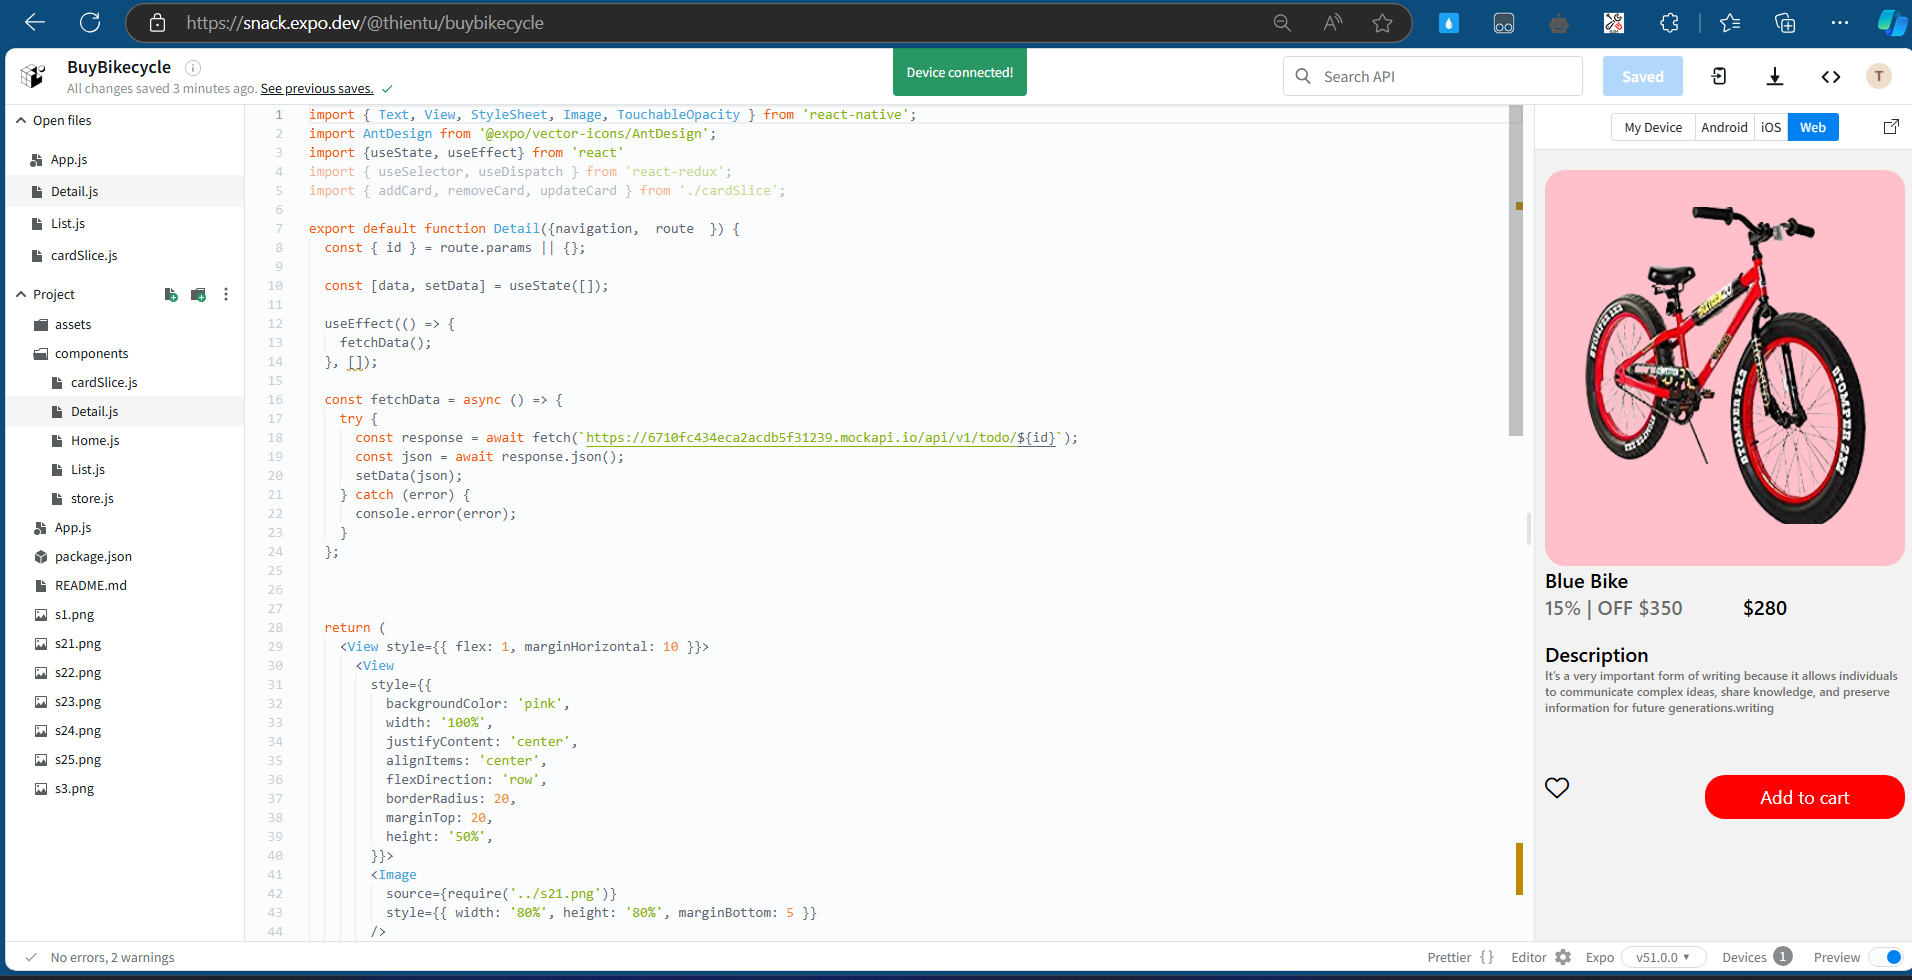 https://snack.expo.dev/@thientu/buybikecycle
BuyBikecycle
All changes saved 3 minutes ago. See previous saves.
Device connected!
Search API
Saved
T
Open files
App.js
Detail.js
List.js
cardSlice.js
Project
assets
components
cardSlice.js
Detail.js
Home.js
List.js
store.js
App.js
package.json
README.md
s1.png
s21.png
s22.png
s23.png
s24.png
s25.png
s3.png
1 import { Text, View, StyleSheet, Image, TouchableOpacity } from 'react-native';
2 import AntDesign from '@expo/vector-icons/AntDesign';
3 import {useState, useEffect} from 'react'
4 import { useSelector, useDispatch } from 'react-redux';
5 import { addCard, removeCard, updateCard } from './cardSlice';
6
7 export default function Detail({navigation,  route  }) {
8 const { id } = route.params || {};
9
10 const [data, setData] = useState([]);
11
12 useEffect(() => {
13 fetchData();
14 }, []);
15
16 const fetchData = async () => {
17 try {
18 const response = await fetch(`https://6710fc434eca2acdb5f31239.mockapi.io/api/v1/todo/${id}`);
19 const json = await response.json();
20 setData(json);
21 } catch (error) {
22 console.error(error);
23 }
24 };
25
26
27
28 return (
29 <View style={{ flex: 1, marginHorizontal: 10 }}>
30 <View
31 style={{
32 backgroundColor: 'pink',
33 width: '100%',
34 justifyContent: 'center',
35 alignItems: 'center',
36 flexDirection: 'row',
37 borderRadius: 20,
38 marginTop: 20,
39 height: '50%',
40 }}>
41 <Image
42 source={require('../s21.png')}
43 style={{ width: '80%', height: '80%', marginBottom: 5 }}
44 />
My Device Android iOS Web
STOMPER 2X2
Blue Bike
15% | OFF $350 $280
Description
It's a very important form of writing because it allows individuals
to communicate complex ideas, share knowledge, and preserve
information for future generations.writing
Add to cart
No errors, 2 warnings
Prettier {} Editor Expo v51.0.0 Devices 1 Preview